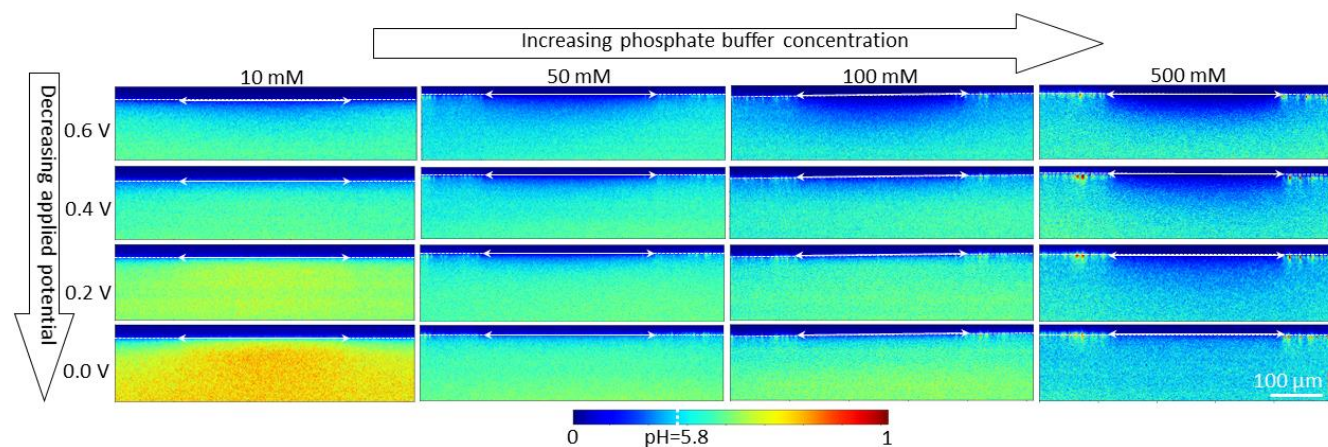 Increasing phosphate buffer concentration
Decreasing applied potential
10 mM 50 mM 100 mM 500 mM
0.6 V
0.4 V
0.2 V
0.0 V
100 µm
0 pH=5.8 1